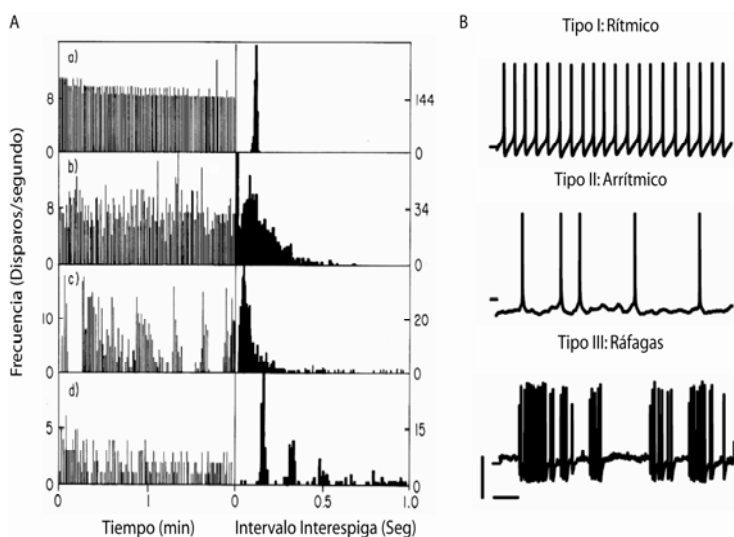 A
Frecuencia (Disparos/segundo)
a)
8
0
144
0
b)
8
0
34
0
c)
10
0
20
0
d)
5
0
15
0
0
1
0
0.5
1.0
Tiempo (min)
Intervalo Interespiga (Seg)
B
Tipo I: Rítmico
Tipo II: Arrítmico
Tipo III: Ráfagas